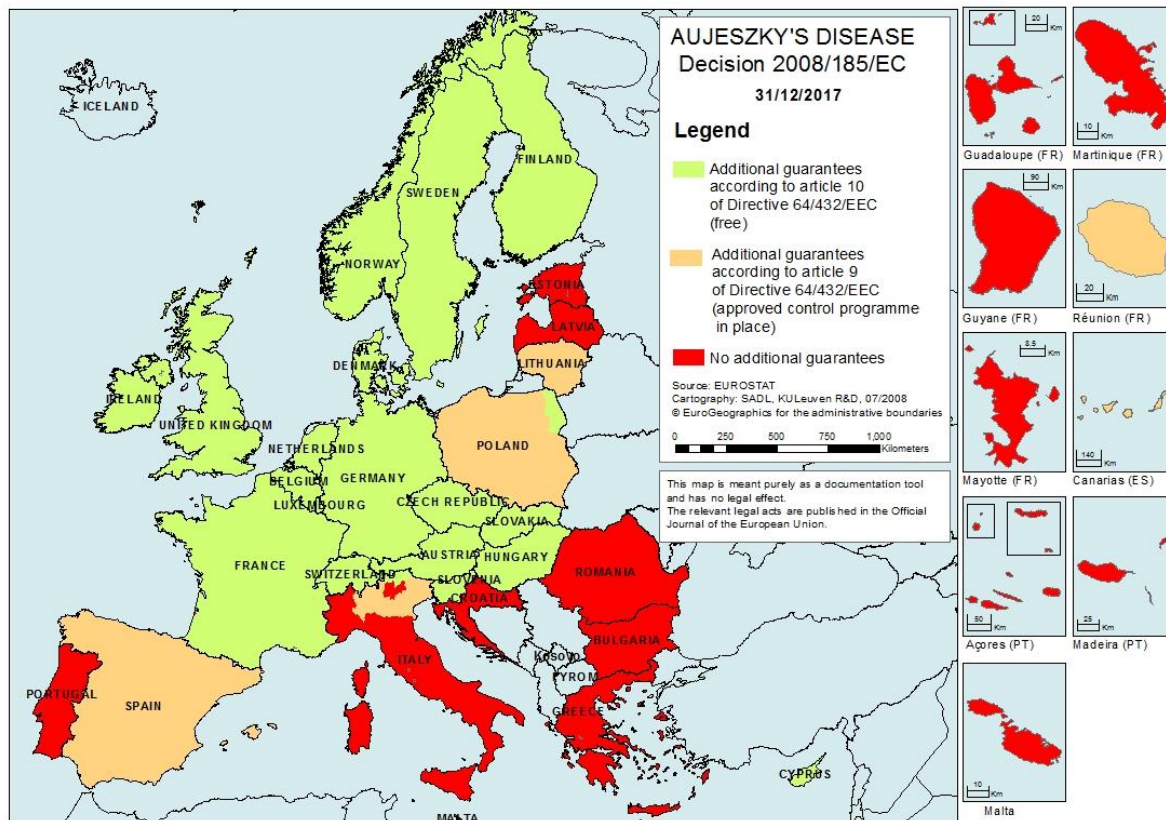 AUJESZKY'S DISEASE
Decision 2008/185/EC
31/12/2017
Legend
Additional guarantees
according to article 10
of Directive 64/432/EEC
(free)
Additional guarantees
according to article 9
of Directive 64/432/EEC
(approved control programme
in place)
No additional guarantees
Source: EUROSTAT
Cartography: SADL, KULeuven R&D, 07/2008
© EuroGeographics for the administrative boundaries
0 250 500 750 1,000
Kilometers
This map is meant purely as a documentation tool
and has no legal effect.
The relevant legal acts are published in the Official
Journal of the European Union.
ICELAND
FINLAND
SWEDEN
NORWAY
ESTONIA
LATVIA
LITHUANIA
DENMARK
IRELAND
UNITED KINGDOM
NETHERLANDS
POLAND
BELGIUM
GERMANY
LUXEMBOURG
CZECH REPUBLIC
SLOVAKIA
AUSTRIA
HUNGARY
FRANCE
SWITZERLAND
SLOVENIA
ROMANIA
CROATIA
BULGARIA
ITALY
Kosovo
FYROM
PORTUGAL
SPAIN
GREECE
CYPRUS
MALTA
20
Km
Guadaloupe (FR)
10
Km
Martinique (FR)
90
Km
Guyane (FR)
20
Km
Réunion (FR)
8.5
Km
Mayotte (FR)
140
Km
Canarias (ES)
50
Km
Açores (PT)
25
Km
Madeira (PT)
10
Km
Malta